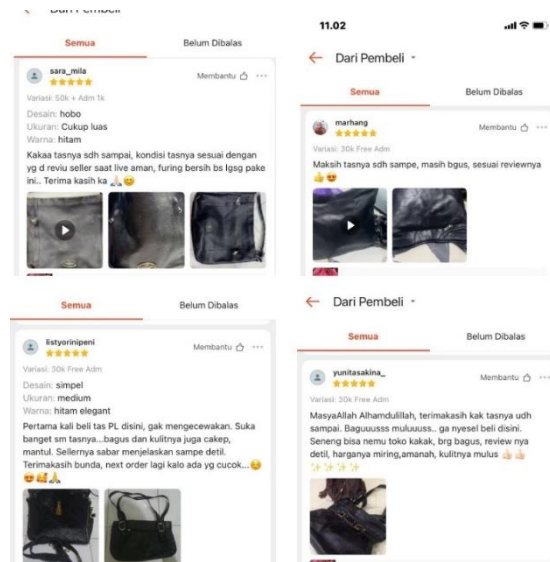 Dari Pembeli
Semua Belum Dibalas
sara_mila Membantu
Variasi: 50k + Adm 1k
Desain: hobo
Ukuran: Cukup luas
Warna: hitam
Kakaa tasnya sdh sampai, kondisi tasnya sesuai dengan
yg d reviu seller saat live aman, furing bersih bs lgsg pake
ini.. Terima kasih ka 🙏🏻😊
11.02
Dari Pembeli
Semua Belum Dibalas
marhang Membantu
Variasi: 30k Free Adm
Maksih tasnya sdh sampe, masih bgus, sesuai reviewnya
👍😍
Semua Belum Dibalas
listyorinipeni Membantu
Variasi: 30k Free Adm
Desain: simpel
Ukuran: medium
Warna: hitam elegant
Pertama kali beli tas PL disini, gak mengecewakan. Suka
banget sm tasnya...bagus dan kulitnya juga cakep,
mantul. Sellernya sabar menjelaskan sampe detil.
Terimakasih bunda, next order lagi kalo ada yg cucok...😊
😍🥰🙏
Dari Pembeli
Semua Belum Dibalas
yunitasakina_ Membantu
Variasi: 30k Free Adm
MasyaAllah Alhamdulillah, terimakasih kak tasnya udh
sampai. Baguusss muluuuss.. ga nyesel beli disini.
Seneng bisa nemu toko kakak, brg bagus, review nya
detil, harganya miring,amanah, kulitnya mulus 👍🏻👍🏻
✨✨✨✨